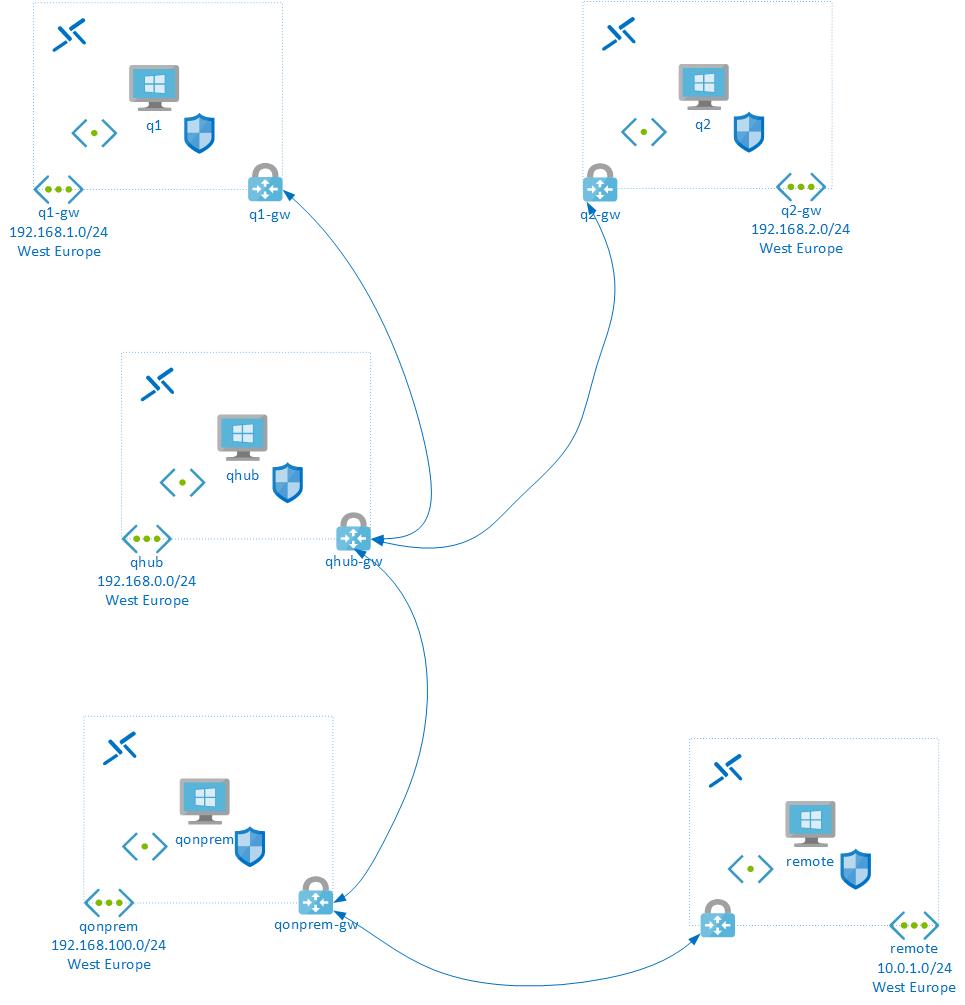 q1
q1-gw
q1-gw
192.168.1.0/24
West Europe
q2
q2-gw
q2-gw
192.168.2.0/24
West Europe
qhub
qhub-gw
qhub
192.168.0.0/24
West Europe
qonprem
qonprem-gw
qonprem
192.168.100.0/24
West Europe
remote
remote
10.0.1.0/24
West Europe